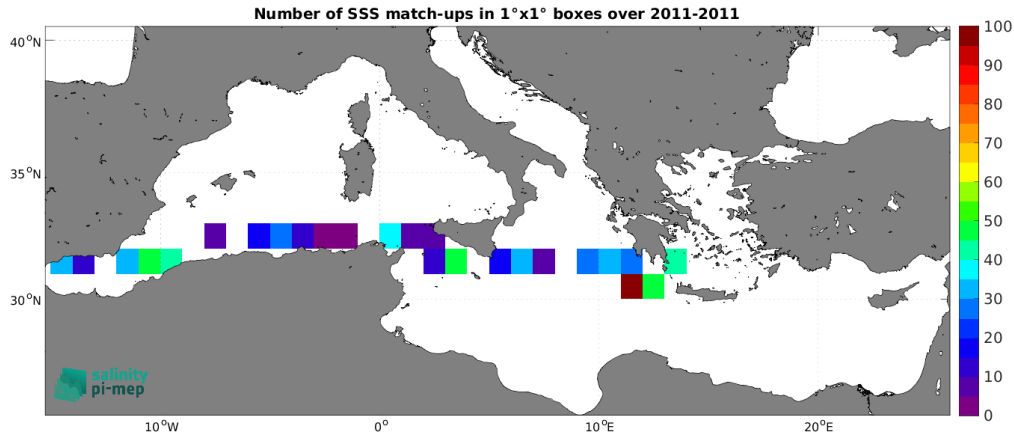 Number of SSS match-ups in 1°x1° boxes over 2011-2011
40°N
35°N
30°N
10°W
0°
10°E
20°E
100
90
80
70
60
50
40
30
20
10
0
salinity
pi-mep